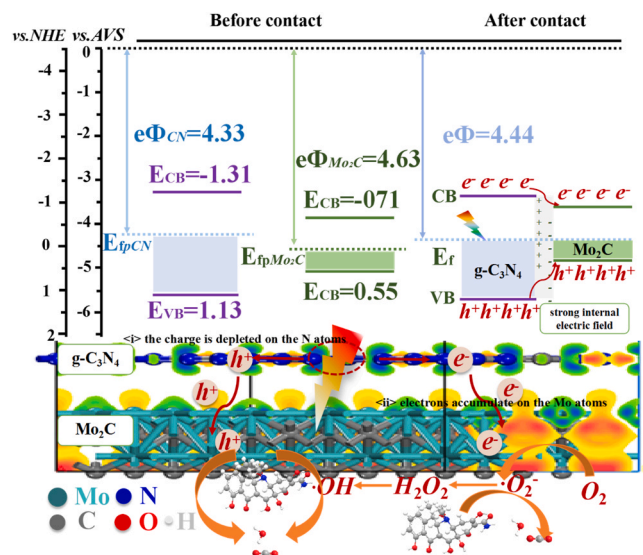 Before contact
After contact
vs.NHE
vs.AVS
-4
-3
-2
-1
0
1
2
0
-1
-2
-3
-4
-5
-6
eΦCN=4.33
ECB=-1.31
EfpCN
EVB=1.13
eΦMo₂C=4.63
ECB=-071
EfpMo₂C
ECB=0.55
eΦ=4.44
CB
e⁻ e⁻ e⁻ e⁻
e⁻ e⁻ e⁻ e⁻
Ef
g-C₃N₄
Mo₂C
VB
h⁺h⁺h⁺h⁺
h⁺h⁺h⁺h⁺
strong internal
electric field
<i> the charge is depleted on the N atoms
g-C₃N₄
h⁺
e⁻
h⁺
e⁻
<ii> electrons accumulate on the Mo atoms
Mo₂C
h⁺
e⁻
·OH
H₂O₂
·O₂⁻
O₂
Mo
N
C
O
H